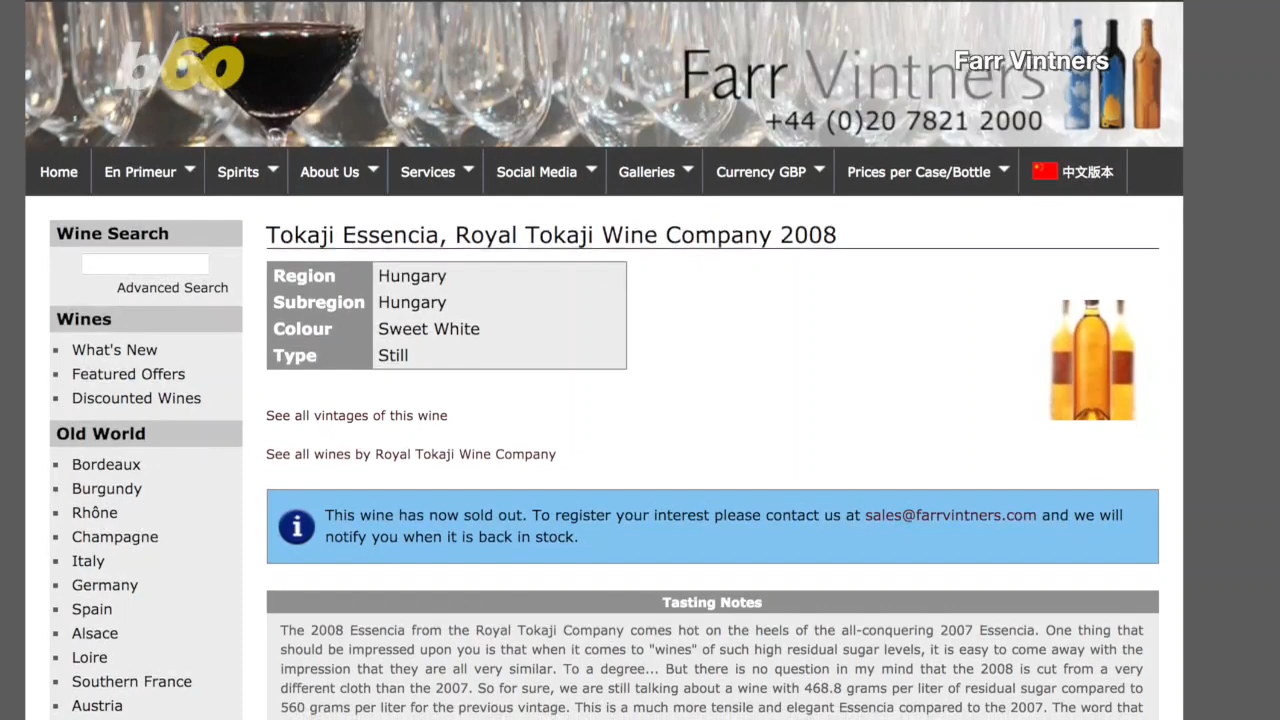 b60
Farr Vintners
Farr Vintners
+44 (0)20 7821 2000
Home En Primeur Spirits About Us Services Social Media Galleries Currency GBP Prices per Case/Bottle 中文版本
Wine Search
Advanced Search
Wines
What's New
Featured Offers
Discounted Wines
Old World
Bordeaux
Burgundy
Rhône
Champagne
Italy
Germany
Spain
Alsace
Loire
Southern France
Austria
Tokaji Essencia, Royal Tokaji Wine Company 2008
Region Hungary
Subregion Hungary
Colour Sweet White
Type Still
See all vintages of this wine
See all wines by Royal Tokaji Wine Company
This wine has now sold out. To register your interest please contact us at sales@farrvintners.com and we will
notify you when it is back in stock.
Tasting Notes
The 2008 Essencia from the Royal Tokaji Company comes hot on the heels of the all-conquering 2007 Essencia. One thing that
should be impressed upon you is that when it comes to "wines" of such high residual sugar levels, it is easy to come away with the
impression that they are all very similar. To a degree... But there is no question in my mind that the 2008 is cut from a very
different cloth than the 2007. So for sure, we are still talking about a wine with 468.8 grams per liter of residual sugar compared to
560 grams per liter for the previous vintage. This is a much more tensile and elegant Essencia compared to the 2007. The word that